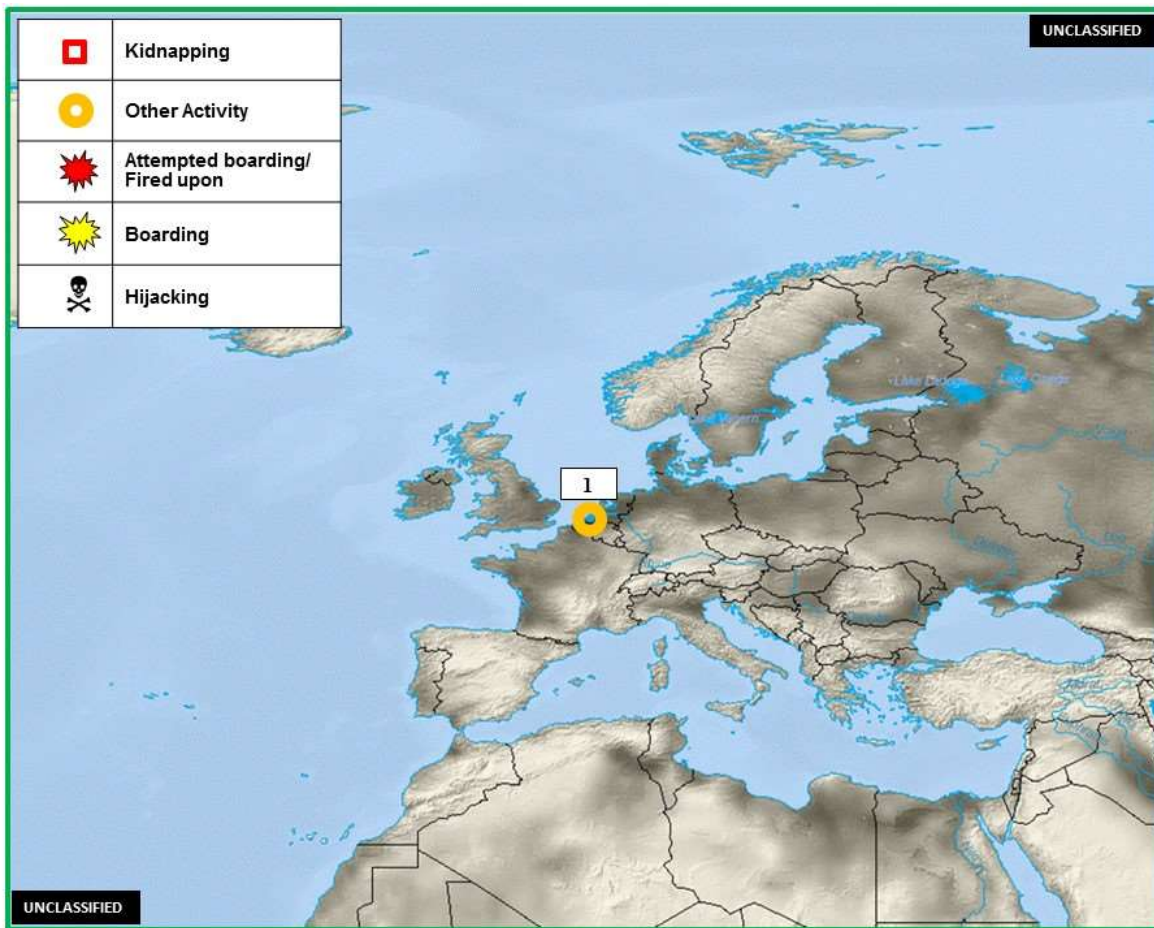 UNCLASSIFIED
Kidnapping
Other Activity
Attempted boarding/
Fired upon
Boarding
Hijacking
1
UNCLASSIFIED